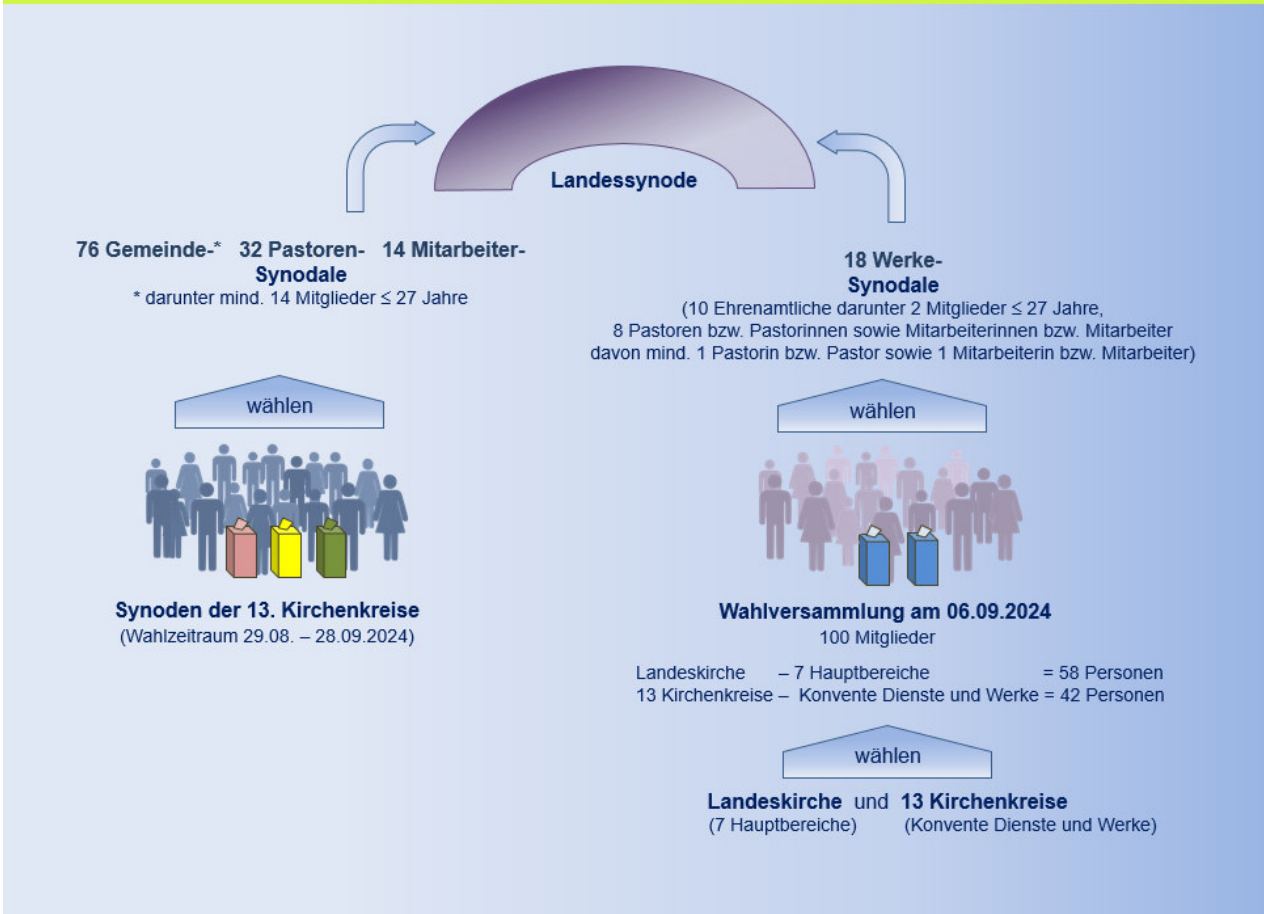 Landessynode
76 Gemeinde-* 32 Pastoren- 14 Mitarbeiter-
Synodale
* darunter mind. 14 Mitglieder ≤ 27 Jahre
wählen
Synoden der 13. Kirchenkreise
(Wahlzeitraum 29.08. – 28.09.2024)
18 Werke-
Synodale
(10 Ehrenamtliche darunter 2 Mitglieder ≤ 27 Jahre,
8 Pastoren bzw. Pastorinnen sowie Mitarbeiterinnen bzw. Mitarbeiter
davon mind. 1 Pastorin bzw. Pastor sowie 1 Mitarbeiterin bzw. Mitarbeiter)
wählen
Wahlversammlung am 06.09.2024
100 Mitglieder
Landeskirche – 7 Hauptbereiche = 58 Personen
13 Kirchenkreise – Konvente Dienste und Werke = 42 Personen
wählen
Landeskirche und 13 Kirchenkreise
(7 Hauptbereiche) (Konvente Dienste und Werke)